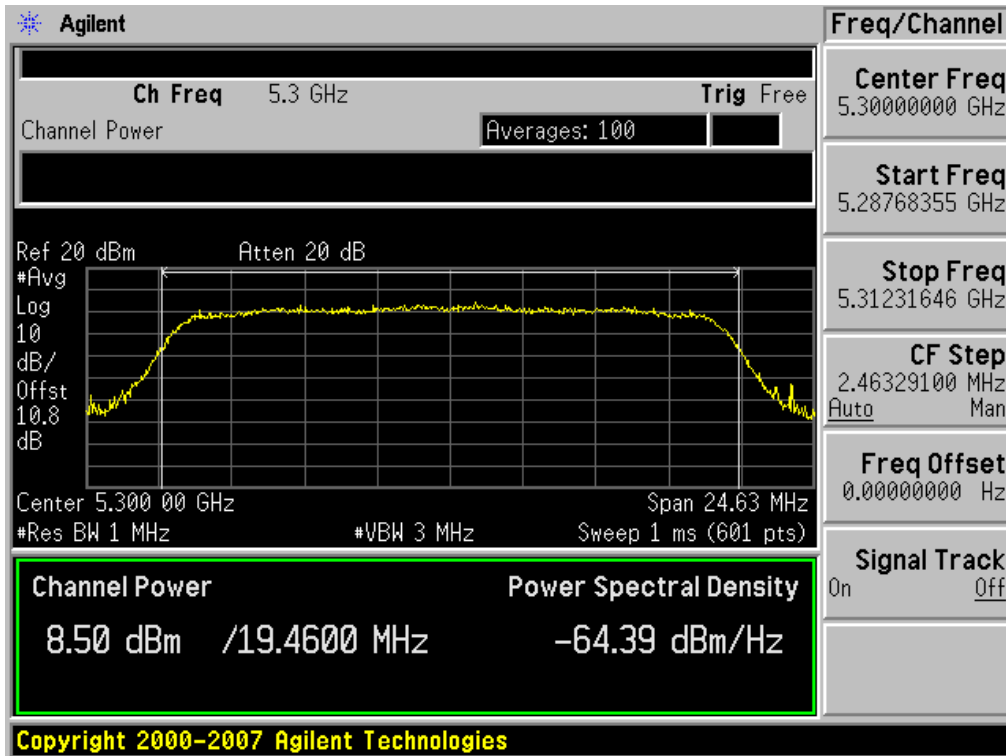 Agilent
Freq/Channel
Ch Freq 5.3 GHz Trig Free
Channel Power Averages: 100
Center Freq
5.30000000 GHz
Start Freq
5.28768355 GHz
Stop Freq
5.31231646 GHz
CF Step
2.46329100 MHz
Auto Man
Freq Offset
0.00000000 Hz
Signal Track
On Off
Ref 20 dBm Atten 20 dB
#Avg
Log
10
dB/
Offst
10.8
dB
Center 5.300 00 GHz Span 24.63 MHz
#Res BW 1 MHz #VBW 3 MHz Sweep 1 ms (601 pts)
Channel Power Power Spectral Density
8.50 dBm /19.4600 MHz -64.39 dBm/Hz
Copyright 2000-2007 Agilent Technologies